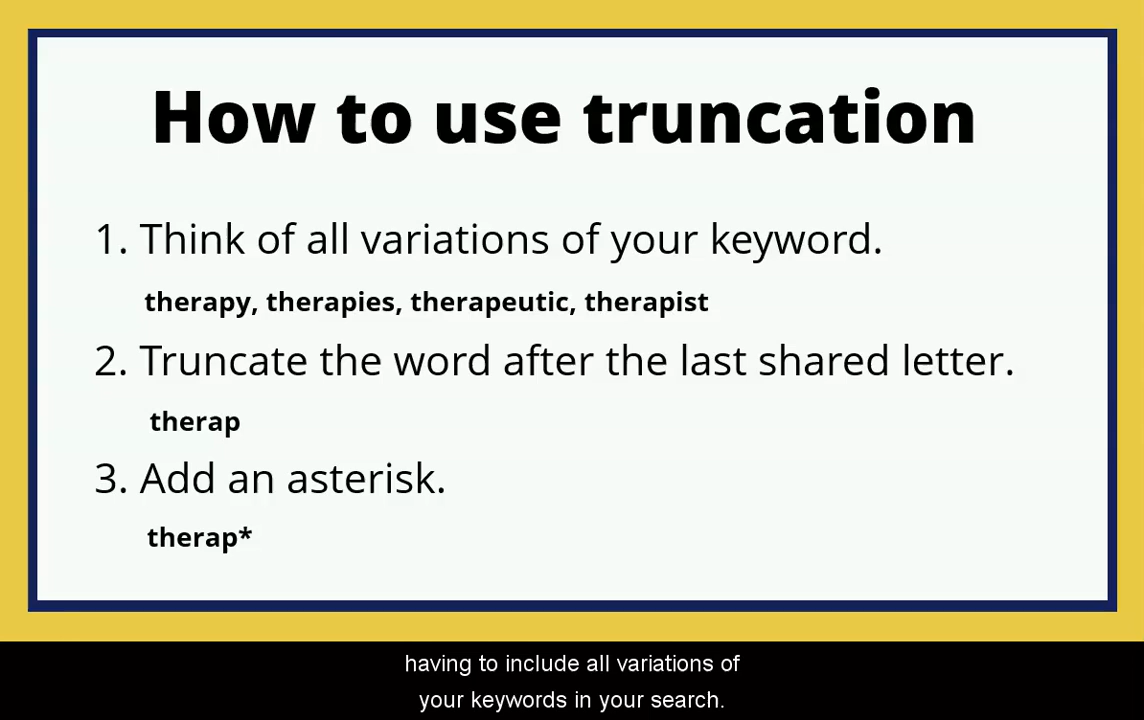 How to use truncation
1. Think of all variations of your keyword.
therapy, therapies, therapeutic, therapist
2. Truncate the word after the last shared letter.
therap
3. Add an asterisk.
therap*
having to include all variations of
your keywords in your search.